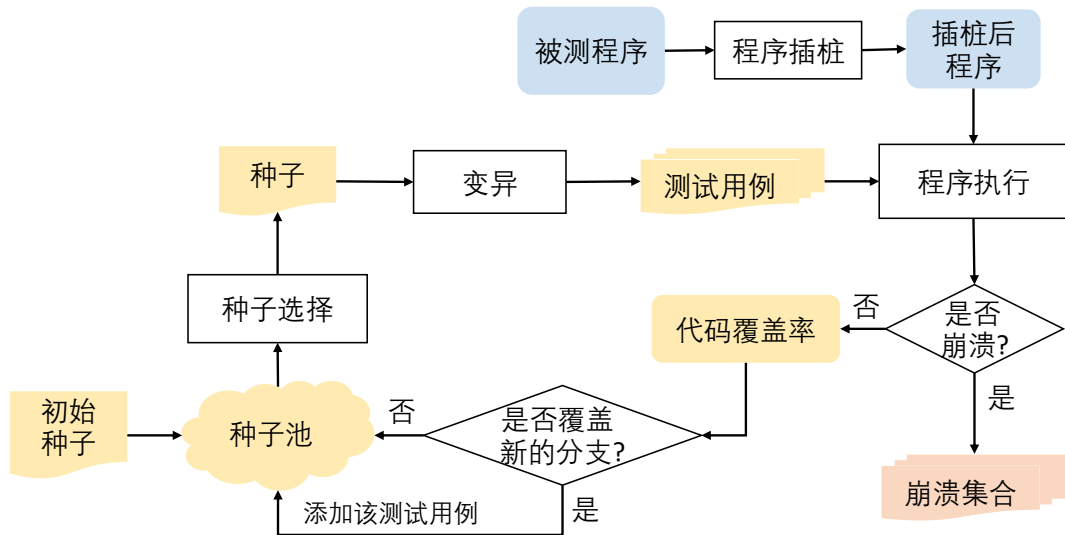 被测程序
程序插桩
插桩后
程序
种子
变异
测试用例
程序执行
种子选择
代码覆盖率
否
是否
崩溃?
是
初始
种子
种子池
否
是否覆盖
新的分支?
是
添加该测试用例
崩溃集合